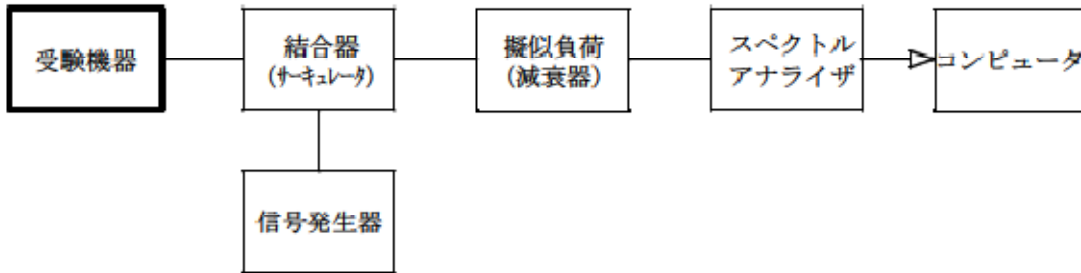 受験機器
結合器
(ｻｰｷｭﾚｰﾀ)
擬似負荷
(減衰器)
スペクトル
アナライザ
コンピュータ
信号発生器